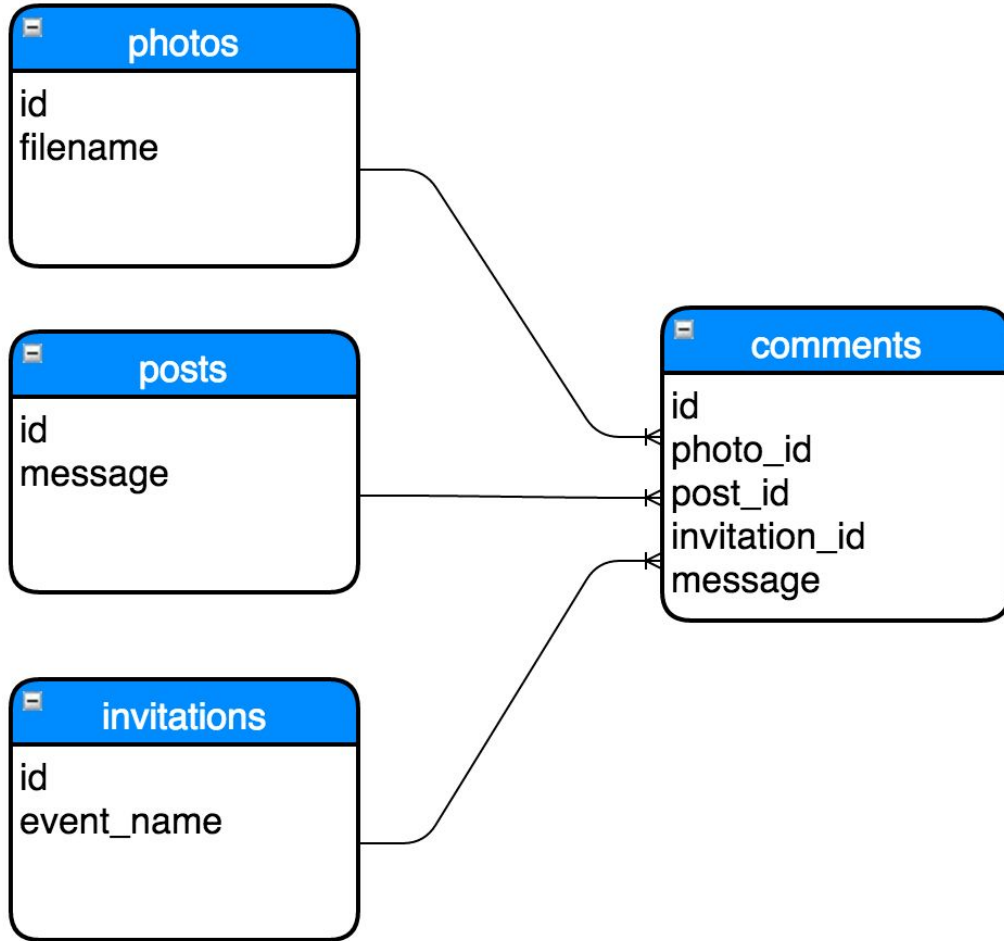 photos
id
filename
posts
id
message
invitations
id
event_name
comments
id
photo_id
post_id
invitation_id
message